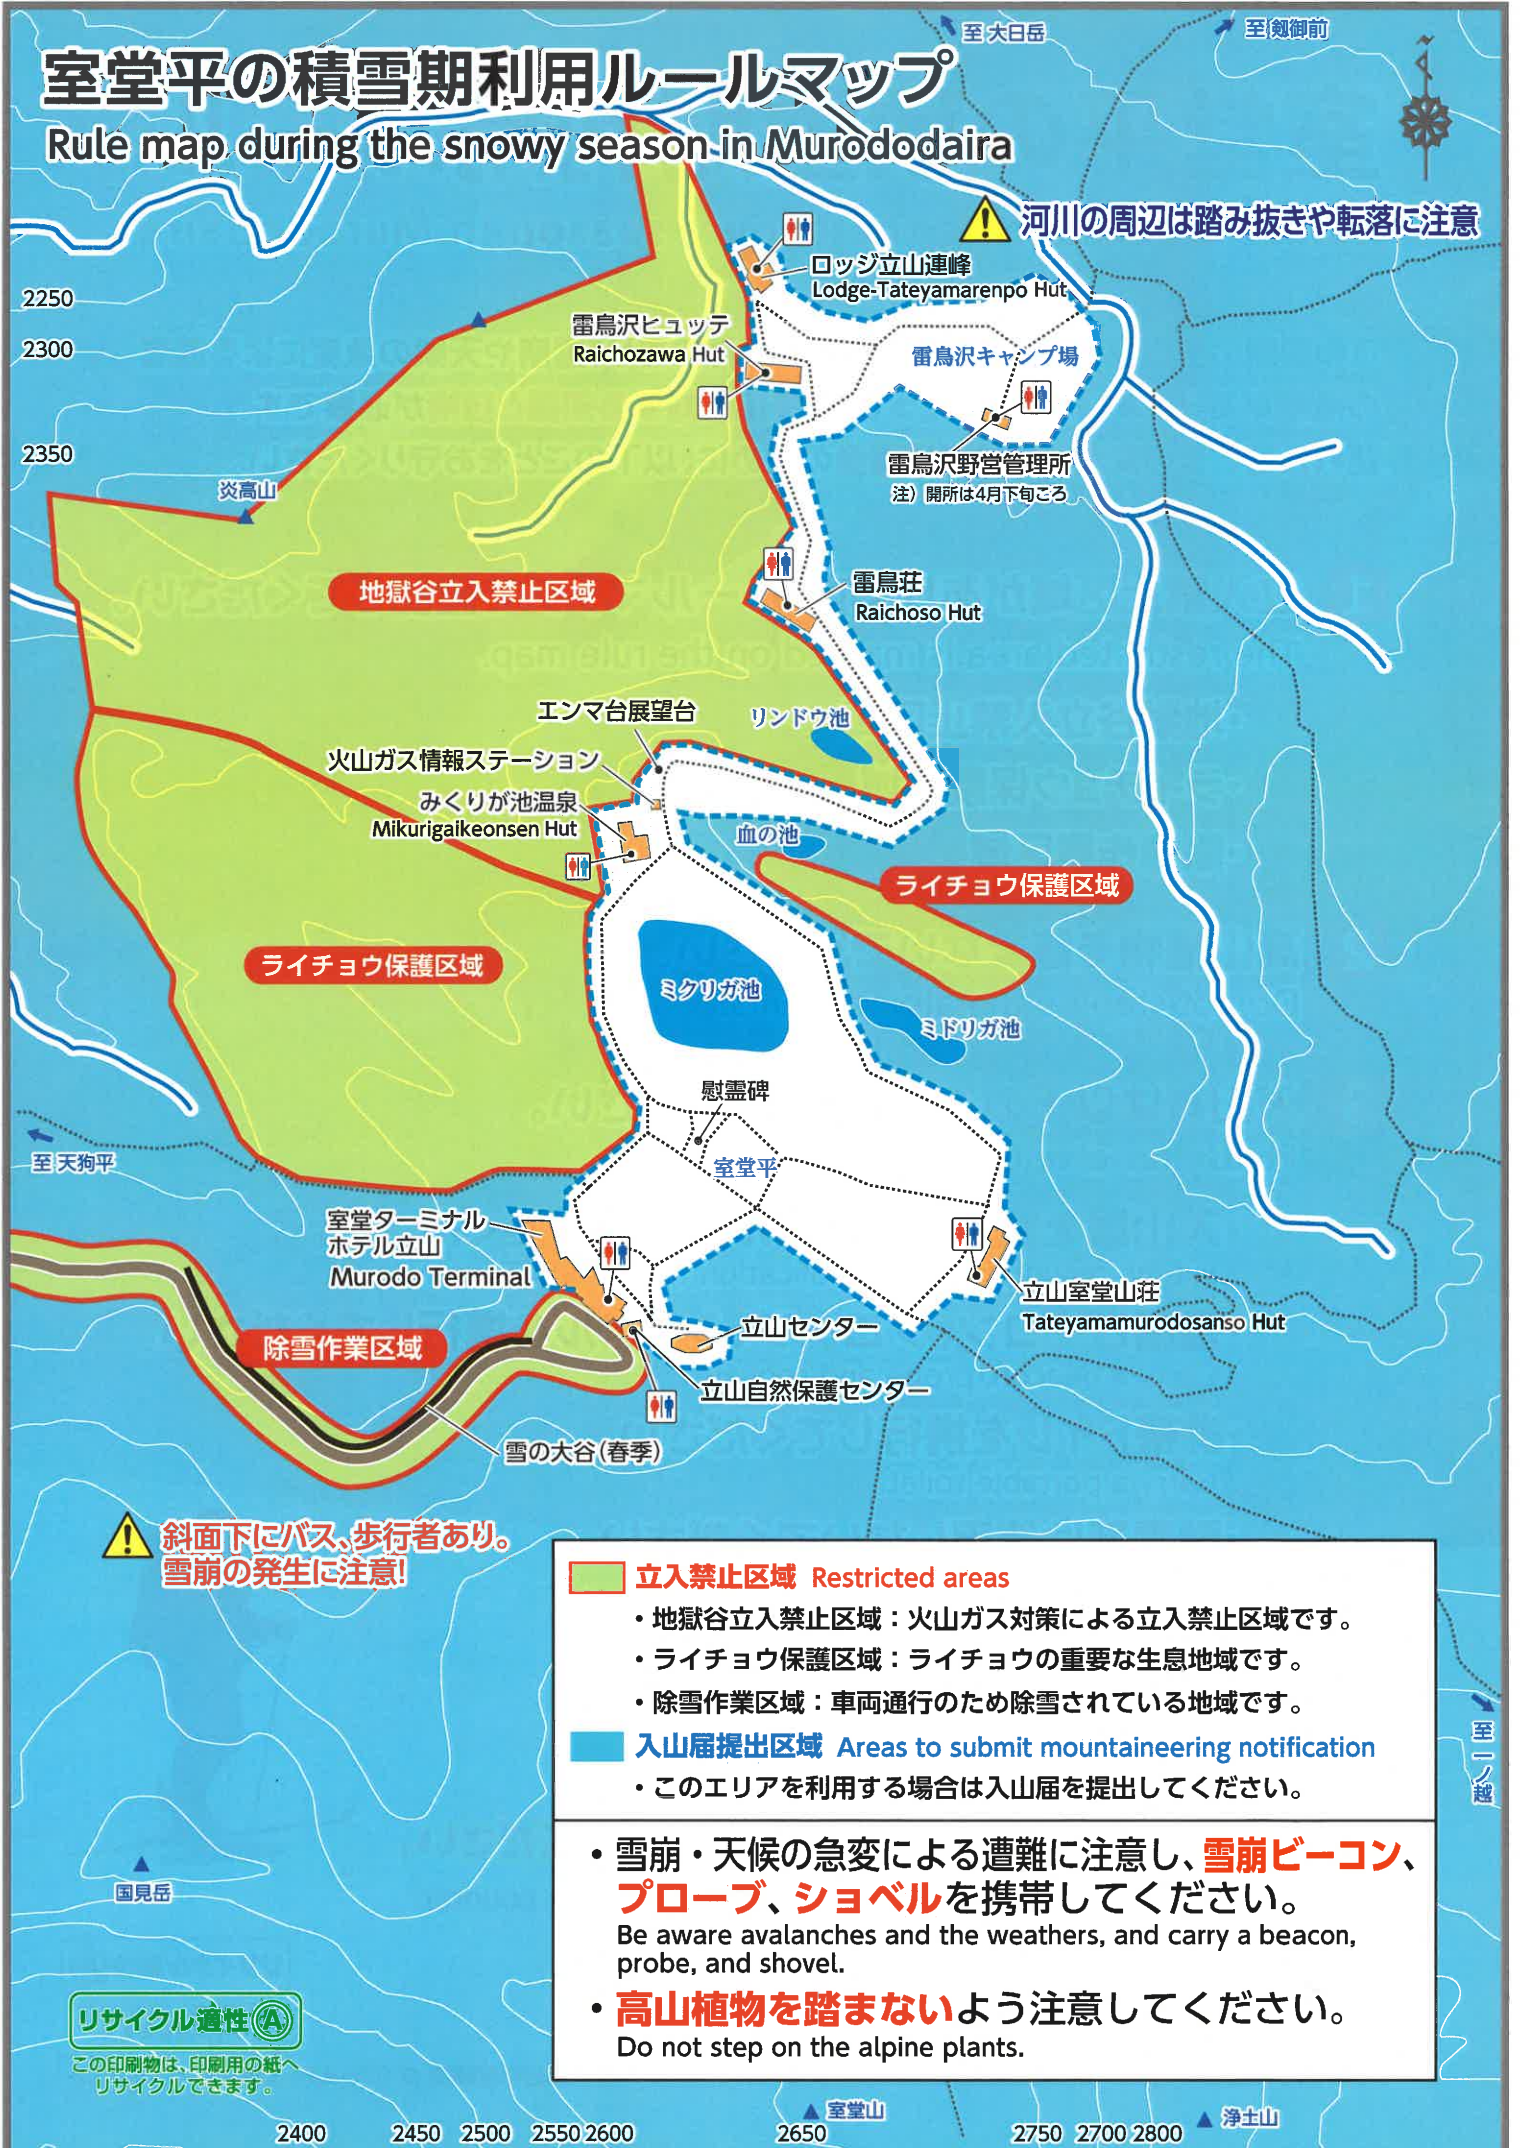 室堂平の積雪期利用ルールマップ
Rule map during the snowy season in Murododaira
至 大日岳
至 剱御前
河川の周辺は踏み抜きや転落に注意
2250
2300
2350
ロッジ立山連峰
Lodge-Tateyamarenpo Hut
雷鳥沢ヒュッテ
Raichozawa Hut
雷鳥沢キャンプ場
雷鳥沢野営管理所
注）開所は4月下旬ころ
炎高山
地獄谷立入禁止区域
雷鳥荘
Raichoso Hut
エンマ台展望台
リンドウ池
火山ガス情報ステーション
みくりが池温泉
Mikurigaikeonsen Hut
血の池
ライチョウ保護区域
ライチョウ保護区域
ミクリガ池
ミドリガ池
慰霊碑
室堂平
至 天狗平
室堂ターミナル
ホテル立山
Murodo Terminal
立山室堂山荘
Tateyamamurodosanso Hut
立山センター
除雪作業区域
立山自然保護センター
雪の大谷（春季）
斜面下にバス、歩行者あり。
雪崩の発生に注意!
立入禁止区域 Restricted areas
・地獄谷立入禁止区域：火山ガス対策による立入禁止区域です。
・ライチョウ保護区域：ライチョウの重要な生息地域です。
・除雪作業区域：車両通行のため除雪されている地域です。
入山届提出区域 Areas to submit mountaineering notification
・このエリアを利用する場合は入山届を提出してください。
至 一ノ越
・雪崩・天候の急変による遭難に注意し、雪崩ビーコン、
プローブ、ショベルを携帯してください。
Be aware avalanches and the weathers, and carry a beacon,
probe, and shovel.
・高山植物を踏まないよう注意してください。
Do not step on the alpine plants.
国見岳
リサイクル適性Ⓐ
この印刷物は、印刷用の紙へ
リサイクルできます。
室堂山
浄土山
2400 2450 2500 2550 2600 2650 2750 2700 2800